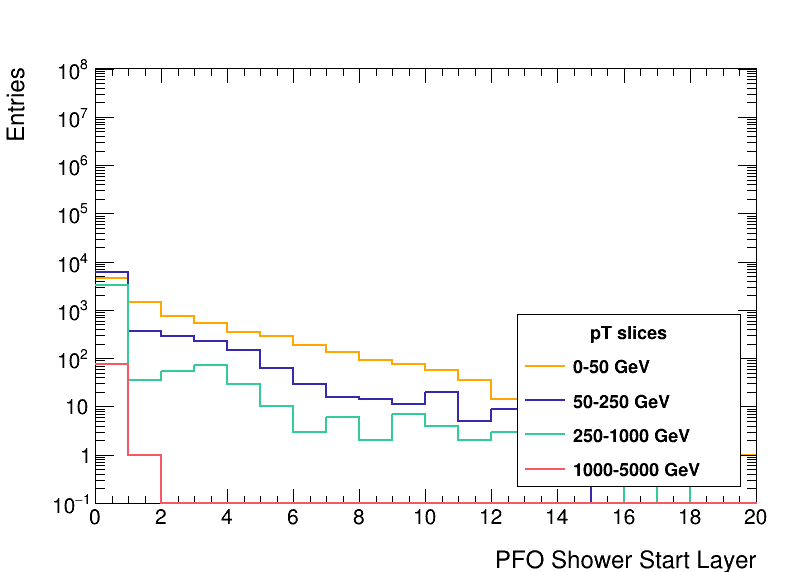 Entries
10^8
10^7
10^6
10^5
10^4
10^3
10^2
10
1
10^−1
pT slices
0-50 GeV
50-250 GeV
250-1000 GeV
1000-5000 GeV
0 2 4 6 8 10 12 14 16 18 20
PFO Shower Start Layer